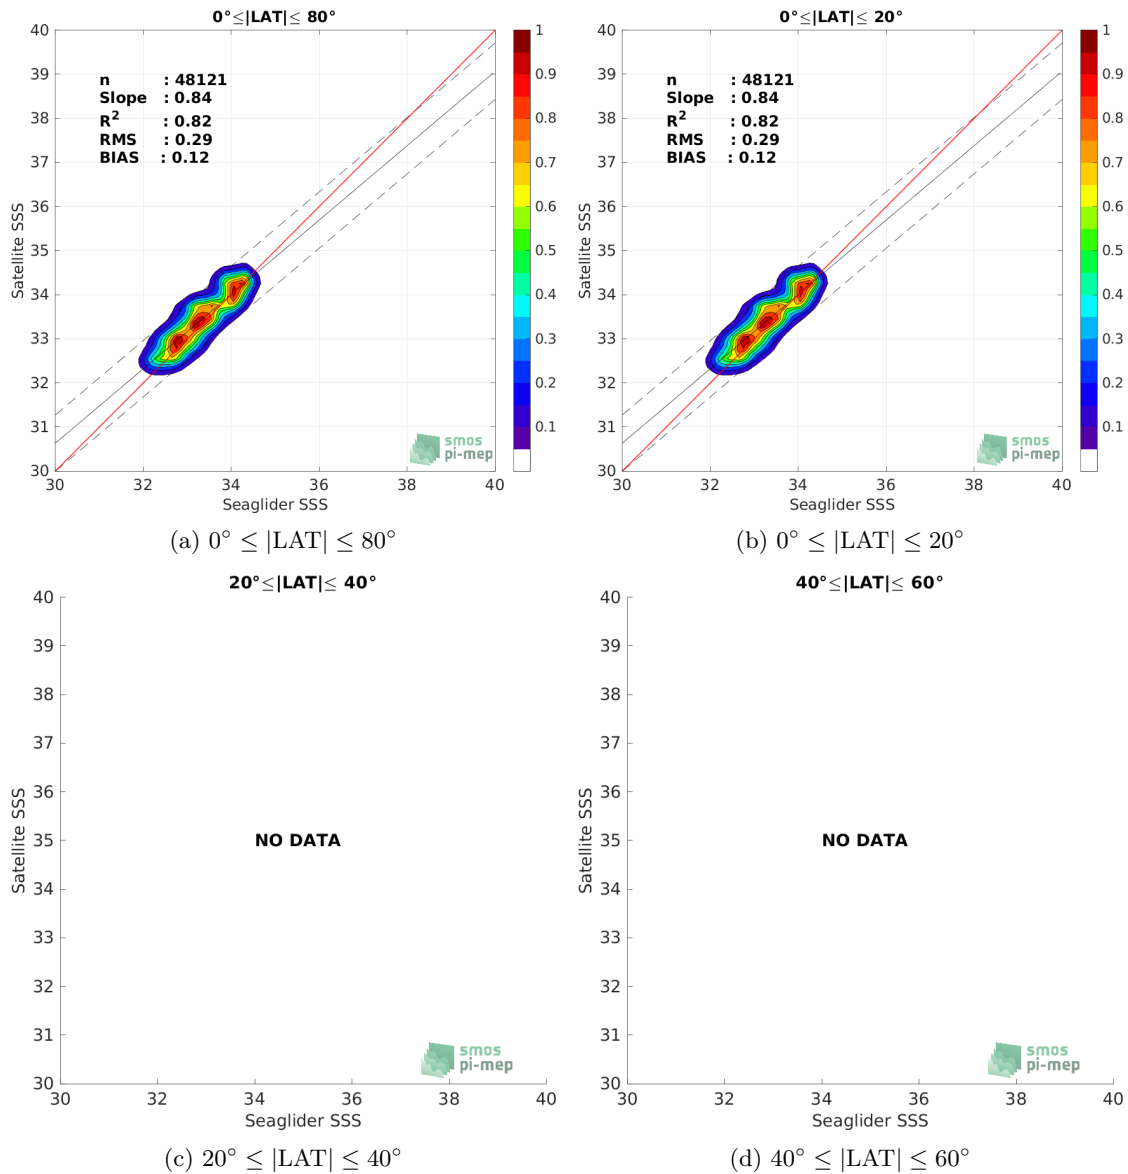 0°≤|LAT|≤ 80°
40
39
38
37
36
35
34
33
32
31
30
Satellite SSS
n : 48121
Slope : 0.84
R² : 0.82
RMS : 0.29
BIAS : 0.12
1
0.9
0.8
0.7
0.6
0.5
0.4
0.3
0.2
0.1
smos
pi-mep
30 32 34 36 38 40
Seaglider SSS
(a) 0° ≤ |LAT| ≤ 80°
0°≤|LAT|≤ 20°
40
39
38
37
36
35
34
33
32
31
30
Satellite SSS
n : 48121
Slope : 0.84
R² : 0.82
RMS : 0.29
BIAS : 0.12
1
0.9
0.8
0.7
0.6
0.5
0.4
0.3
0.2
0.1
smos
pi-mep
30 32 34 36 38 40
Seaglider SSS
(b) 0° ≤ |LAT| ≤ 20°
20°≤|LAT|≤ 40°
40
39
38
37
36
35
34
33
32
31
30
Satellite SSS
NO DATA
smos
pi-mep
30 32 34 36 38 40
Seaglider SSS
(c) 20° ≤ |LAT| ≤ 40°
40°≤|LAT|≤ 60°
40
39
38
37
36
35
34
33
32
31
30
Satellite SSS
NO DATA
smos
pi-mep
30 32 34 36 38 40
Seaglider SSS
(d) 40° ≤ |LAT| ≤ 60°